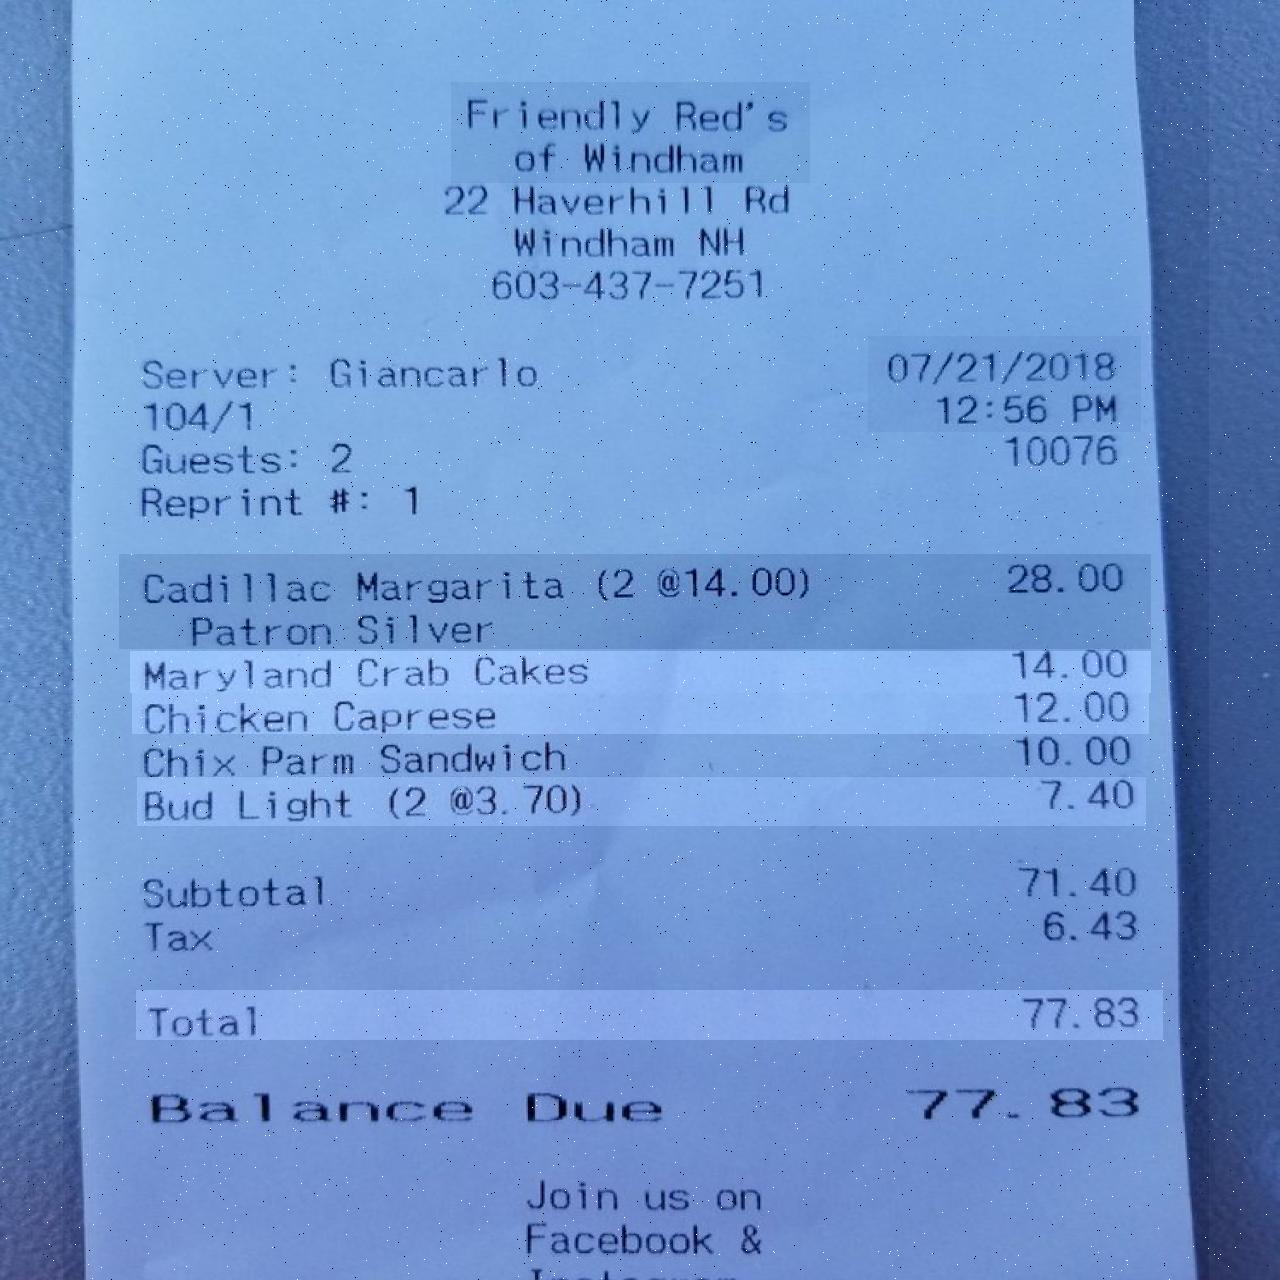 Friendly Red's
of Windham
22 Haverhill Rd
Windham NH
603-437-7251
Server: Giancarlo 07/21/2018
104/1 12:56 PM
Guests: 2 10076
Reprint #: 1
Cadillac Margarita (2 @14.00) 28.00
Patron Silver
Maryland Crab Cakes 14.00
Chicken Caprese 12.00
Chix Parm Sandwich 10.00
Bud Light (2 @3.70) 7.40
Subtotal 71.40
Tax 6.43
Total 77.83
Balance Due 77.83
Join us on
Facebook &